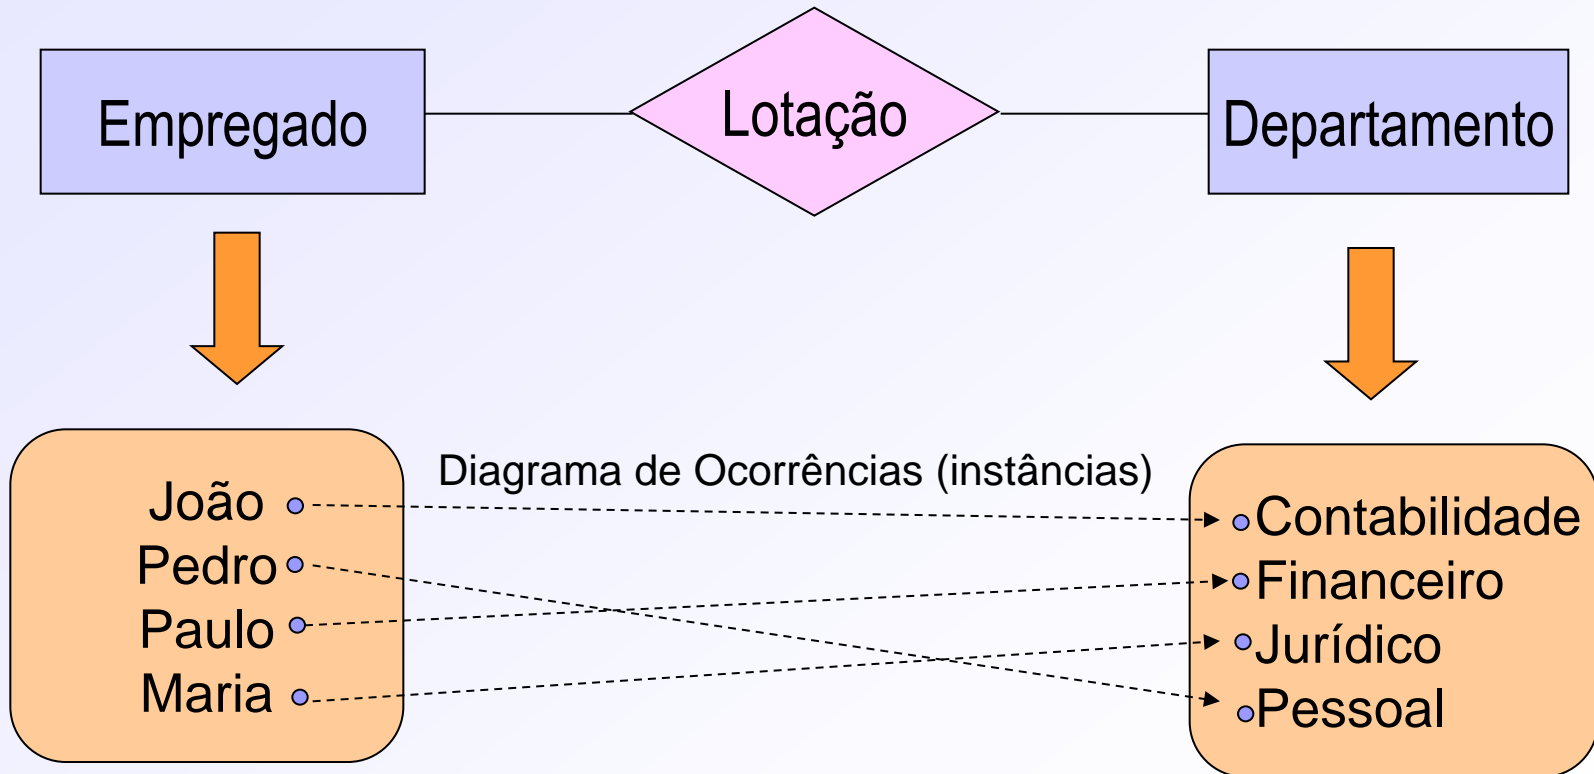 Empregado
Lotação
Departamento
Diagrama de Ocorrências (instâncias)
João
Pedro
Paulo
Maria
Contabilidade
Financeiro
Jurídico
Pessoal